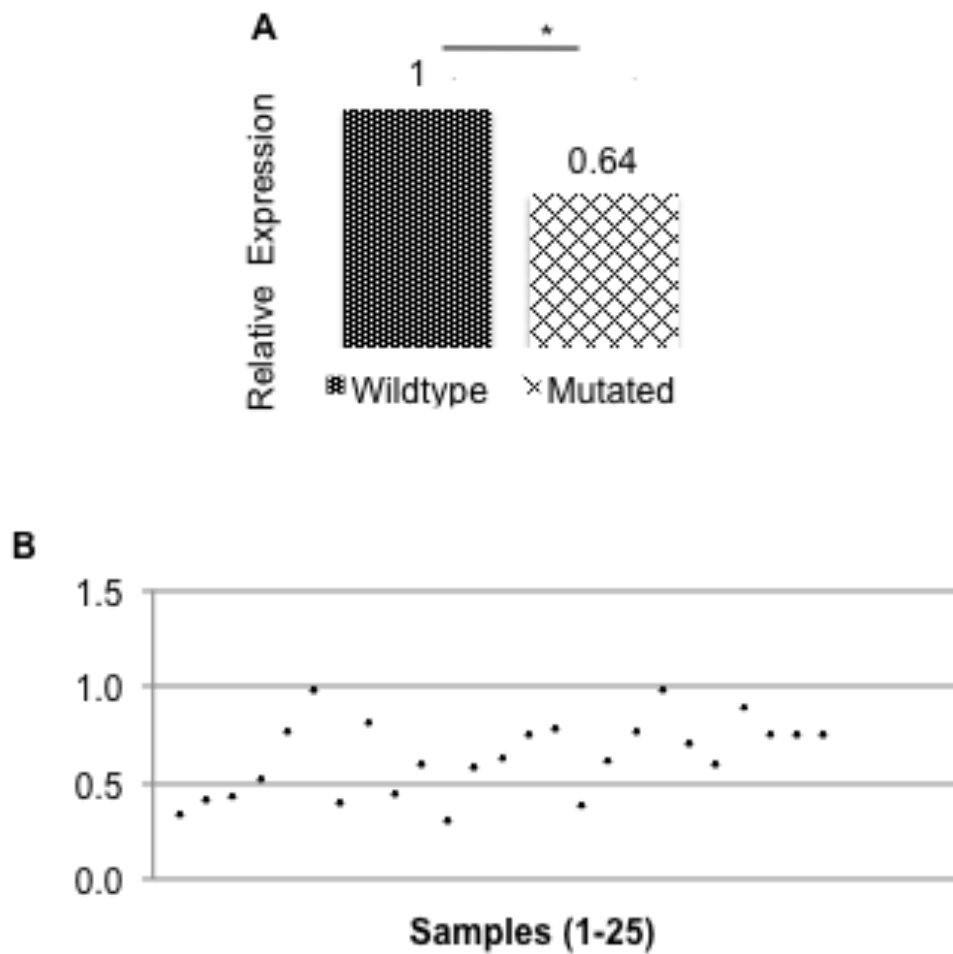 A
*
1
0.64
Relative Expression
Wildtype Mutated
B
1.5
1.0
0.5
0.0
Samples (1-25)